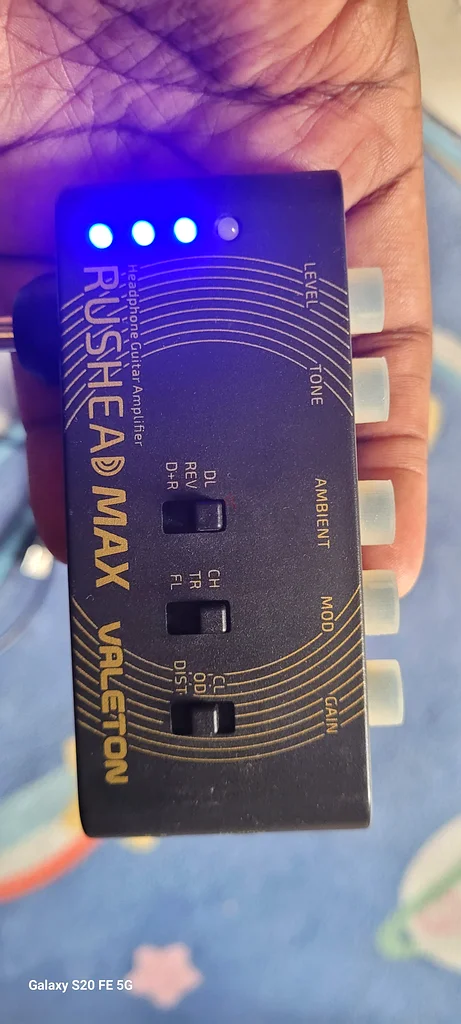 LEVEL
TONE
AMBIENT
MOD
GAIN
DL
REV
D+R
CH
TR
FL
CL
OD
DIST
Headphone Guitar Amplifier
RUSHEAD MAX
VALETON
Galaxy S20 FE 5G